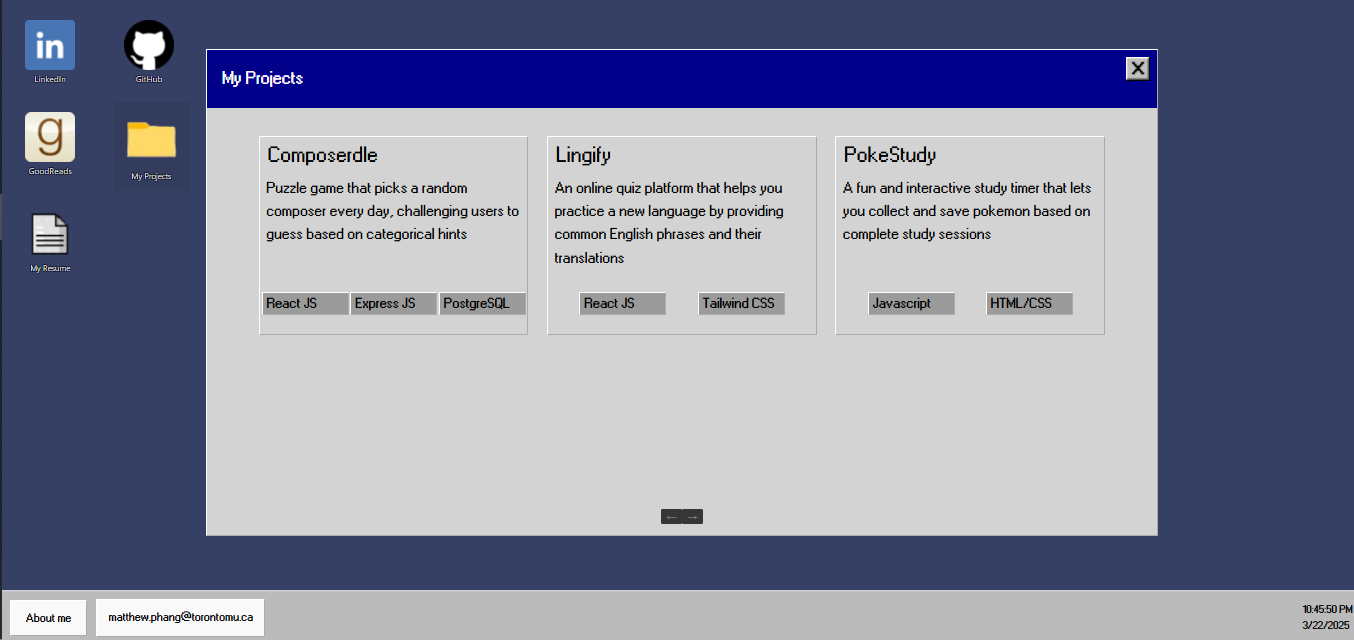 in
LinkedIn
GitHub
g
GoodReads
My Projects
My Resume
My Projects
X
Composerdle
Puzzle game that picks a random
composer every day, challenging users to
guess based on categorical hints
React JS
Express JS
PostgreSQL
Lingify
An online quiz platform that helps you
practice a new language by providing
common English phrases and their
translations
React JS
Tailwind CSS
PokeStudy
A fun and interactive study timer that lets
you collect and save pokemon based on
complete study sessions
Javascript
HTML/CSS
← →
About me
matthew.phang@torontomu.ca
10:45:50 PM
3/22/2025